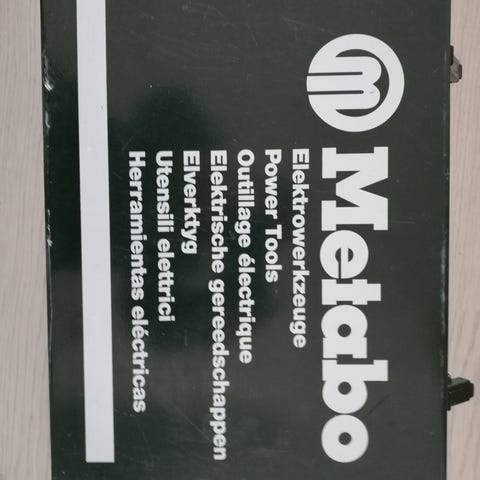 m Metabo
Elektrowerkzeuge
Power Tools
Outillage électrique
Elektrische gereedschappen
Elverktyg
Utensili elettrici
Herramientas eléctricas